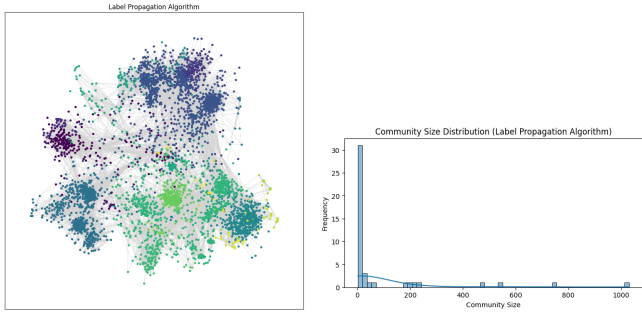 Label Propagation Algorithm
Community Size Distribution (Label Propagation Algorithm)
30
25
20
15
10
5
0
Frequency
0 200 400 600 800 1000
Community Size